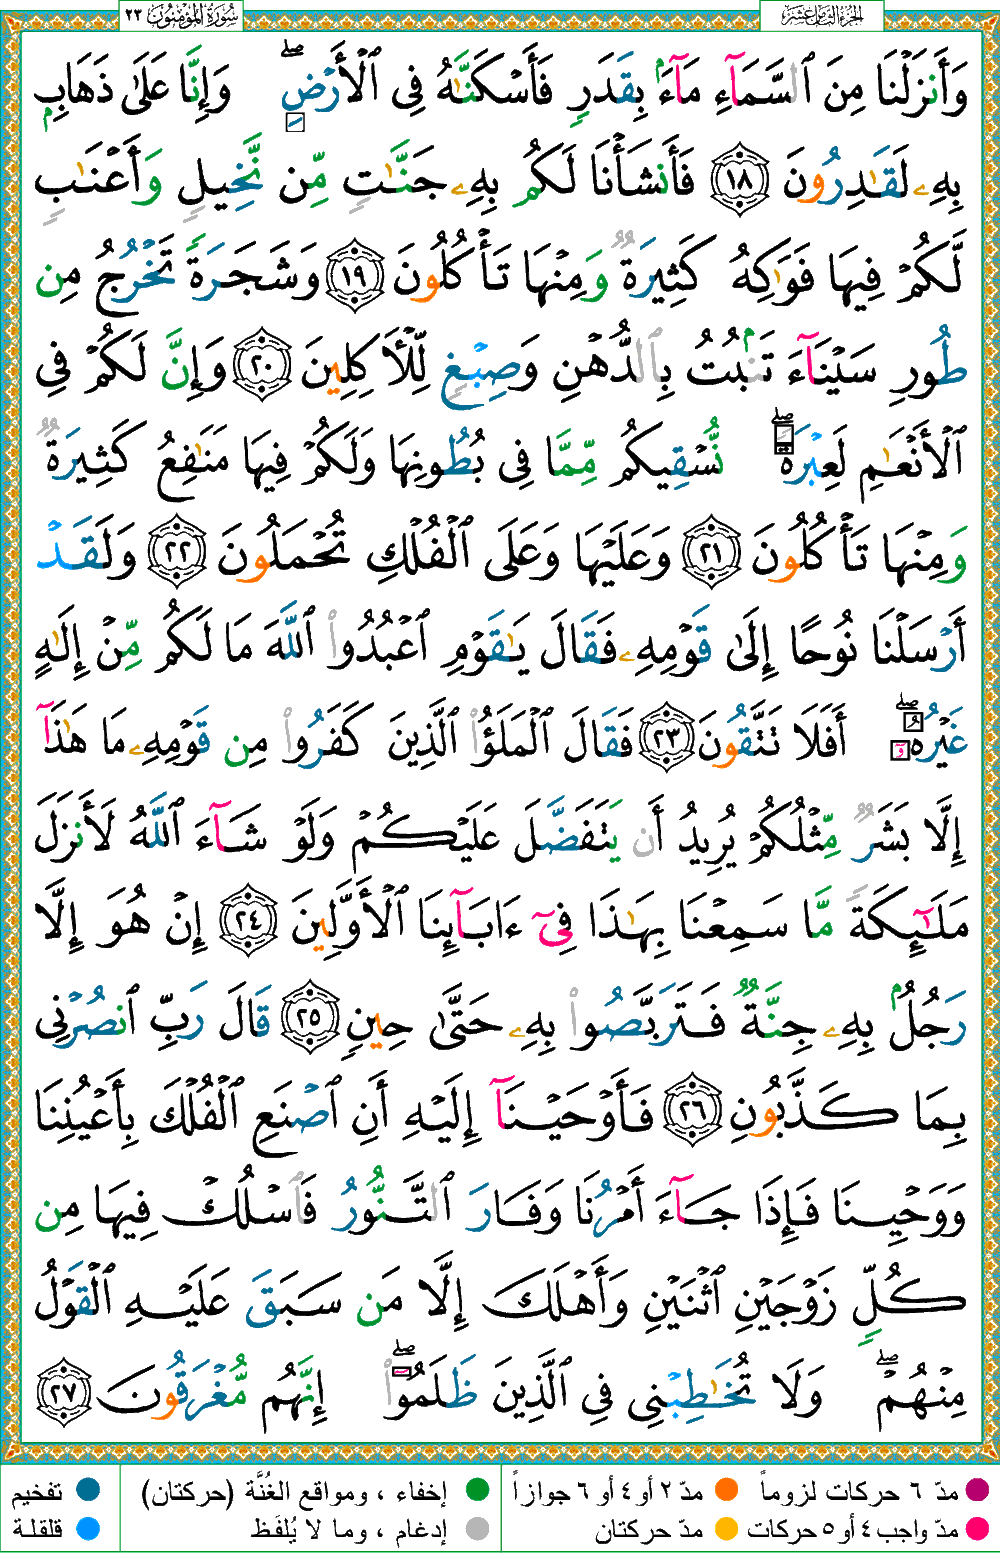 الجزء الثامن عشر
سورة المؤمنون ٢٣
وَأَنزَلْنَا مِنَ ٱلسَّمَآءِ مَآءًۢ بِقَدَرٍ فَأَسْكَنَّٰهُ فِى ٱلْأَرْضِ ۖ وَإِنَّا عَلَىٰ ذَهَابٍۭ
بِهِۦ لَقَٰدِرُونَ ١٨ فَأَنشَأْنَا لَكُم بِهِۦ جَنَّٰتٍ مِّن نَّخِيلٍ وَأَعْنَٰبٍ
لَّكُمْ فِيهَا فَوَٰكِهُ كَثِيرَةٌ وَمِنْهَا تَأْكُلُونَ ١٩ وَشَجَرَةً تَخْرُجُ مِن
طُورِ سَيْنَآءَ تَنۢبُتُ بِٱلدُّهْنِ وَصِبْغٍ لِّلْأَكِلِينَ ٢٠ وَإِنَّ لَكُمْ فِى
ٱلْأَنْعَٰمِ لَعِبْرَةً ۖ نُّسْقِيكُم مِّمَّا فِى بُطُونِهَا وَلَكُمْ فِيهَا مَنَٰفِعُ كَثِيرَةٌ
وَمِنْهَا تَأْكُلُونَ ٢١ وَعَلَيْهَا وَعَلَى ٱلْفُلْكِ تُحْمَلُونَ ٢٢ وَلَقَدْ
أَرْسَلْنَا نُوحًا إِلَىٰ قَوْمِهِۦ فَقَالَ يَٰقَوْمِ ٱعْبُدُوا۟ ٱللَّهَ مَا لَكُم مِّنْ إِلَٰهٍ
غَيْرُهُۥٓ ۖ أَفَلَا تَتَّقُونَ ٢٣ فَقَالَ ٱلْمَلَؤُا۟ ٱلَّذِينَ كَفَرُوا۟ مِن قَوْمِهِۦ مَا هَٰذَآ
إِلَّا بَشَرٌ مِّثْلُكُمْ يُرِيدُ أَن يَتَفَضَّلَ عَلَيْكُمْ وَلَوْ شَآءَ ٱللَّهُ لَأَنزَلَ
مَلَٰٓئِكَةً مَّا سَمِعْنَا بِهَٰذَا فِىٓ ءَابَآئِنَا ٱلْأَوَّلِينَ ٢٤ إِنْ هُوَ إِلَّا
رَجُلٌۢ بِهِۦ جِنَّةٌ فَتَرَبَّصُوا۟ بِهِۦ حَتَّىٰ حِينٍ ٢٥ قَالَ رَبِّ ٱنصُرْنِى
بِمَا كَذَّبُونِ ٢٦ فَأَوْحَيْنَآ إِلَيْهِ أَنِ ٱصْنَعِ ٱلْفُلْكَ بِأَعْيُنِنَا
وَوَحْيِنَا فَإِذَا جَآءَ أَمْرُنَا وَفَارَ ٱلتَّنُّورُ فَٱسْلُكْ فِيهَا مِن
كُلٍّ زَوْجَيْنِ ٱثْنَيْنِ وَأَهْلَكَ إِلَّا مَن سَبَقَ عَلَيْهِ ٱلْقَوْلُ
مِنْهُمْ ۖ وَلَا تُخَٰطِبْنِى فِى ٱلَّذِينَ ظَلَمُوٓا۟ ۖ إِنَّهُم مُّغْرَقُونَ ٢٧
مدّ ٦ حركات لزوماً مدّ ٢ أو ٤ أو ٦ جوازاً إخفاء ، ومواقع الغُنَّة (حركتان) تفخيم
مدّ واجب ٤ أو ٥ حركات مدّ حركتان إدغام ، وما لا يُلفَظ قلقلة